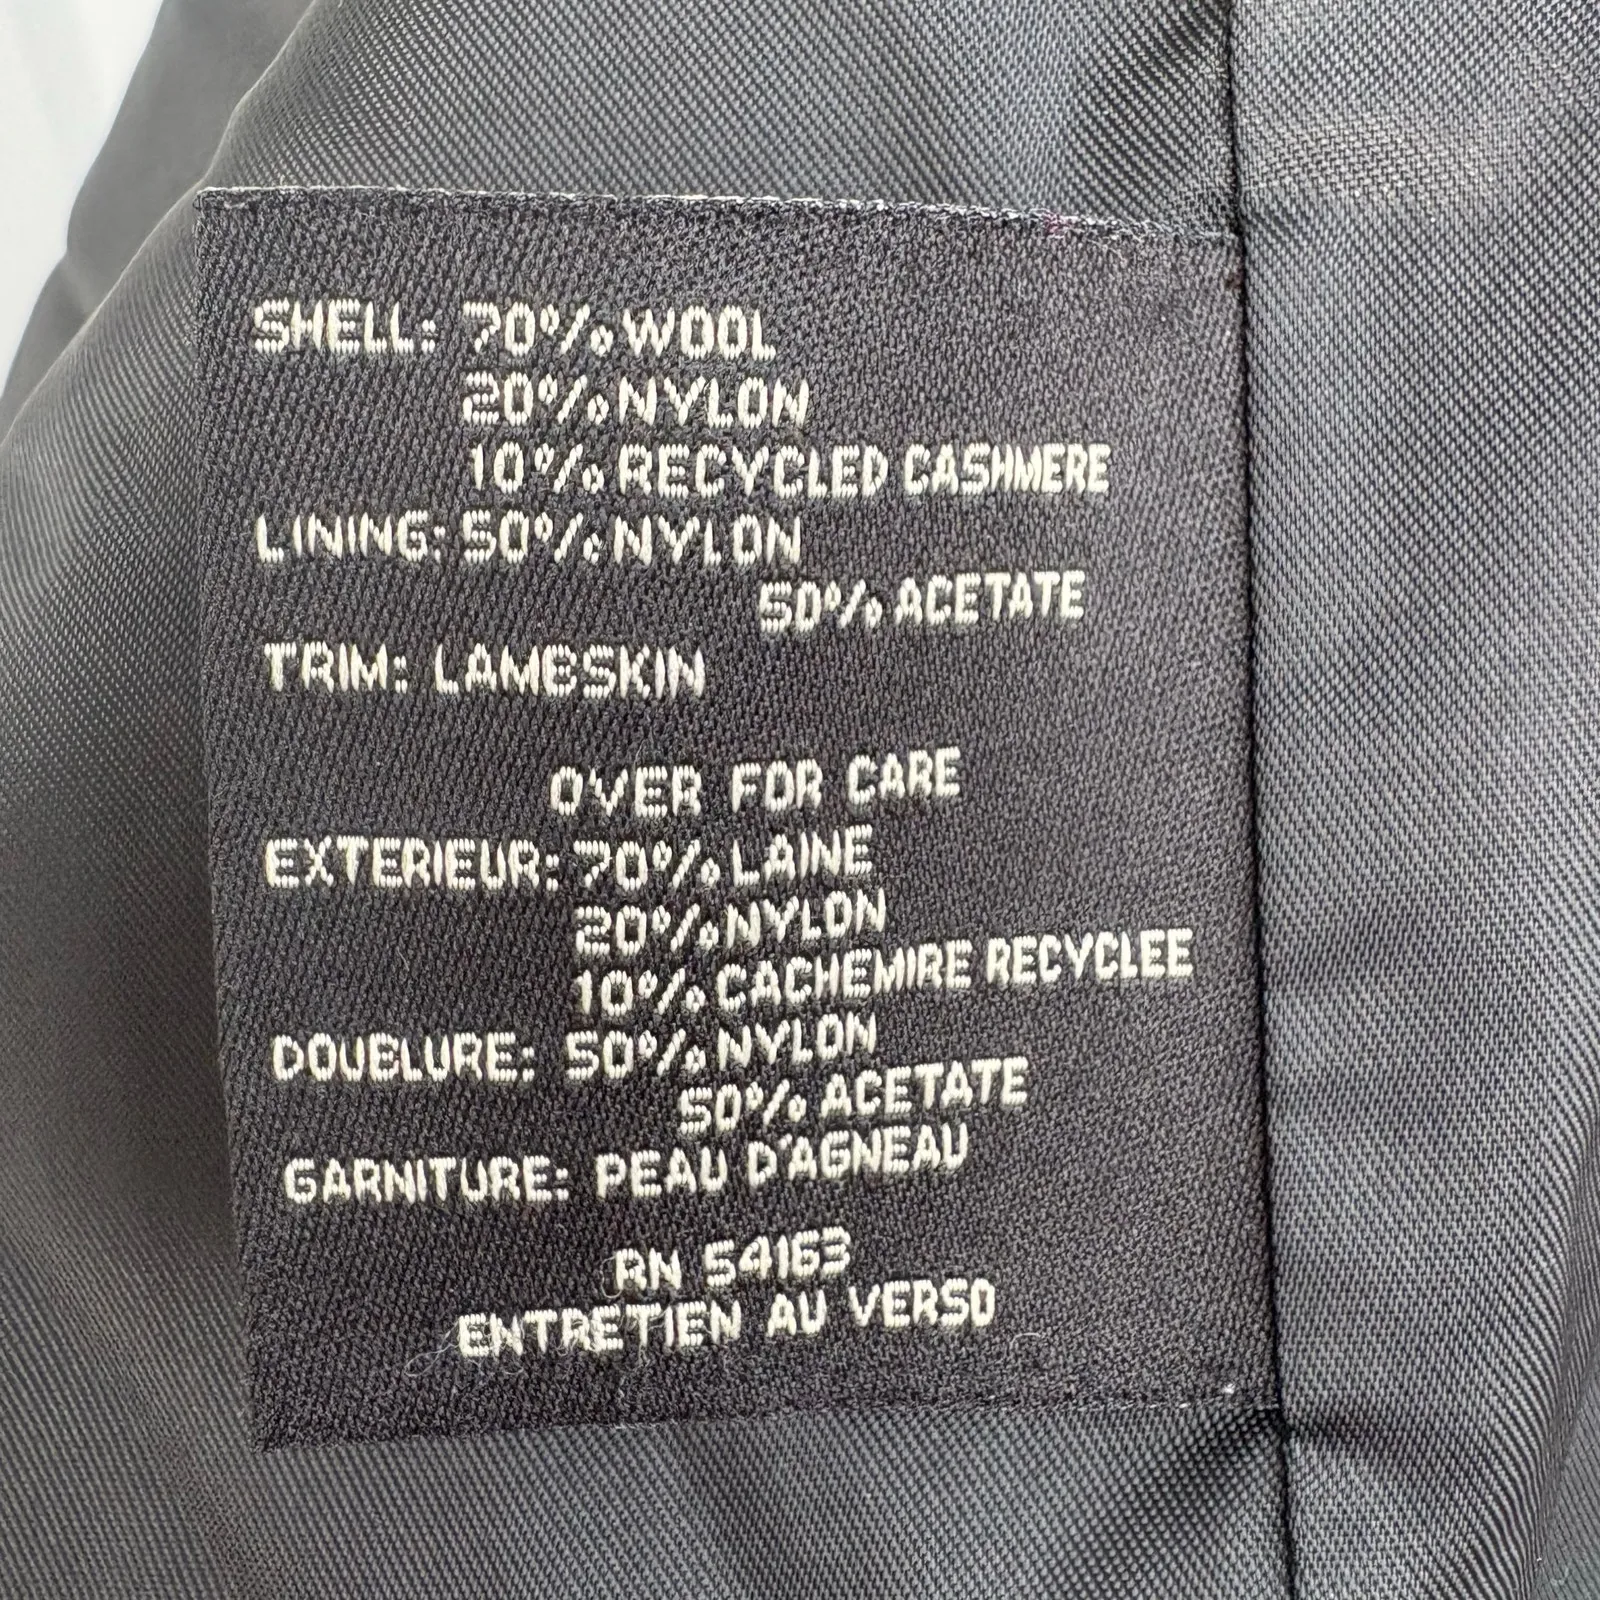 SHELL: 70% WOOL
20% NYLON
10% RECYCLED CASHMERE
LINING: 50% NYLON
50% ACETATE
TRIM: LAMBSKIN
OVER FOR CARE
EXTERIEUR: 70% LAINE
20% NYLON
10% CACHEMIRE RECYCLEE
DOUBLURE: 50% NYLON
50% ACETATE
GARNITURE: PEAU D'AGNEAU
RN 54163
ENTRETIEN AU VERSO